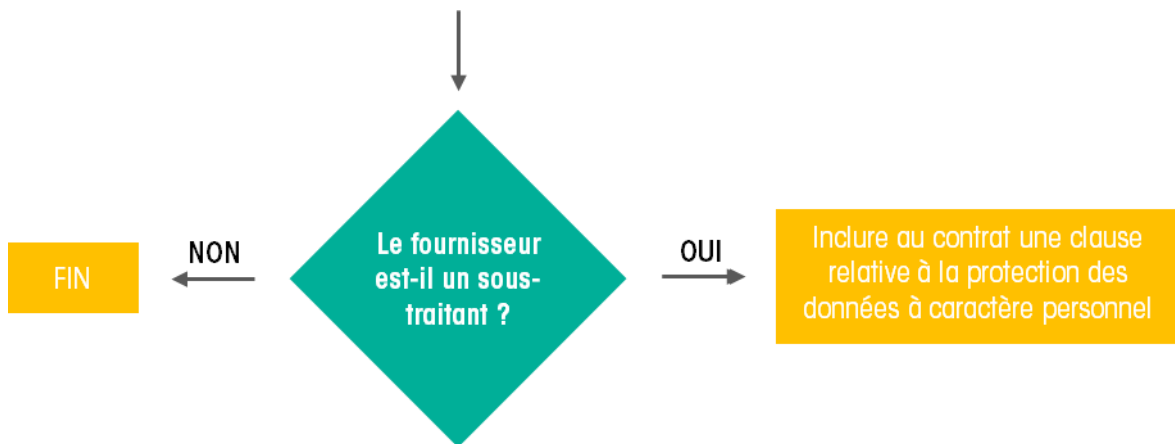 FIN
NON
Le fournisseur
est-il un sous-
traitant ?
OUI
Inclure au contrat une clause
relative à la protection des
données à caractère personnel